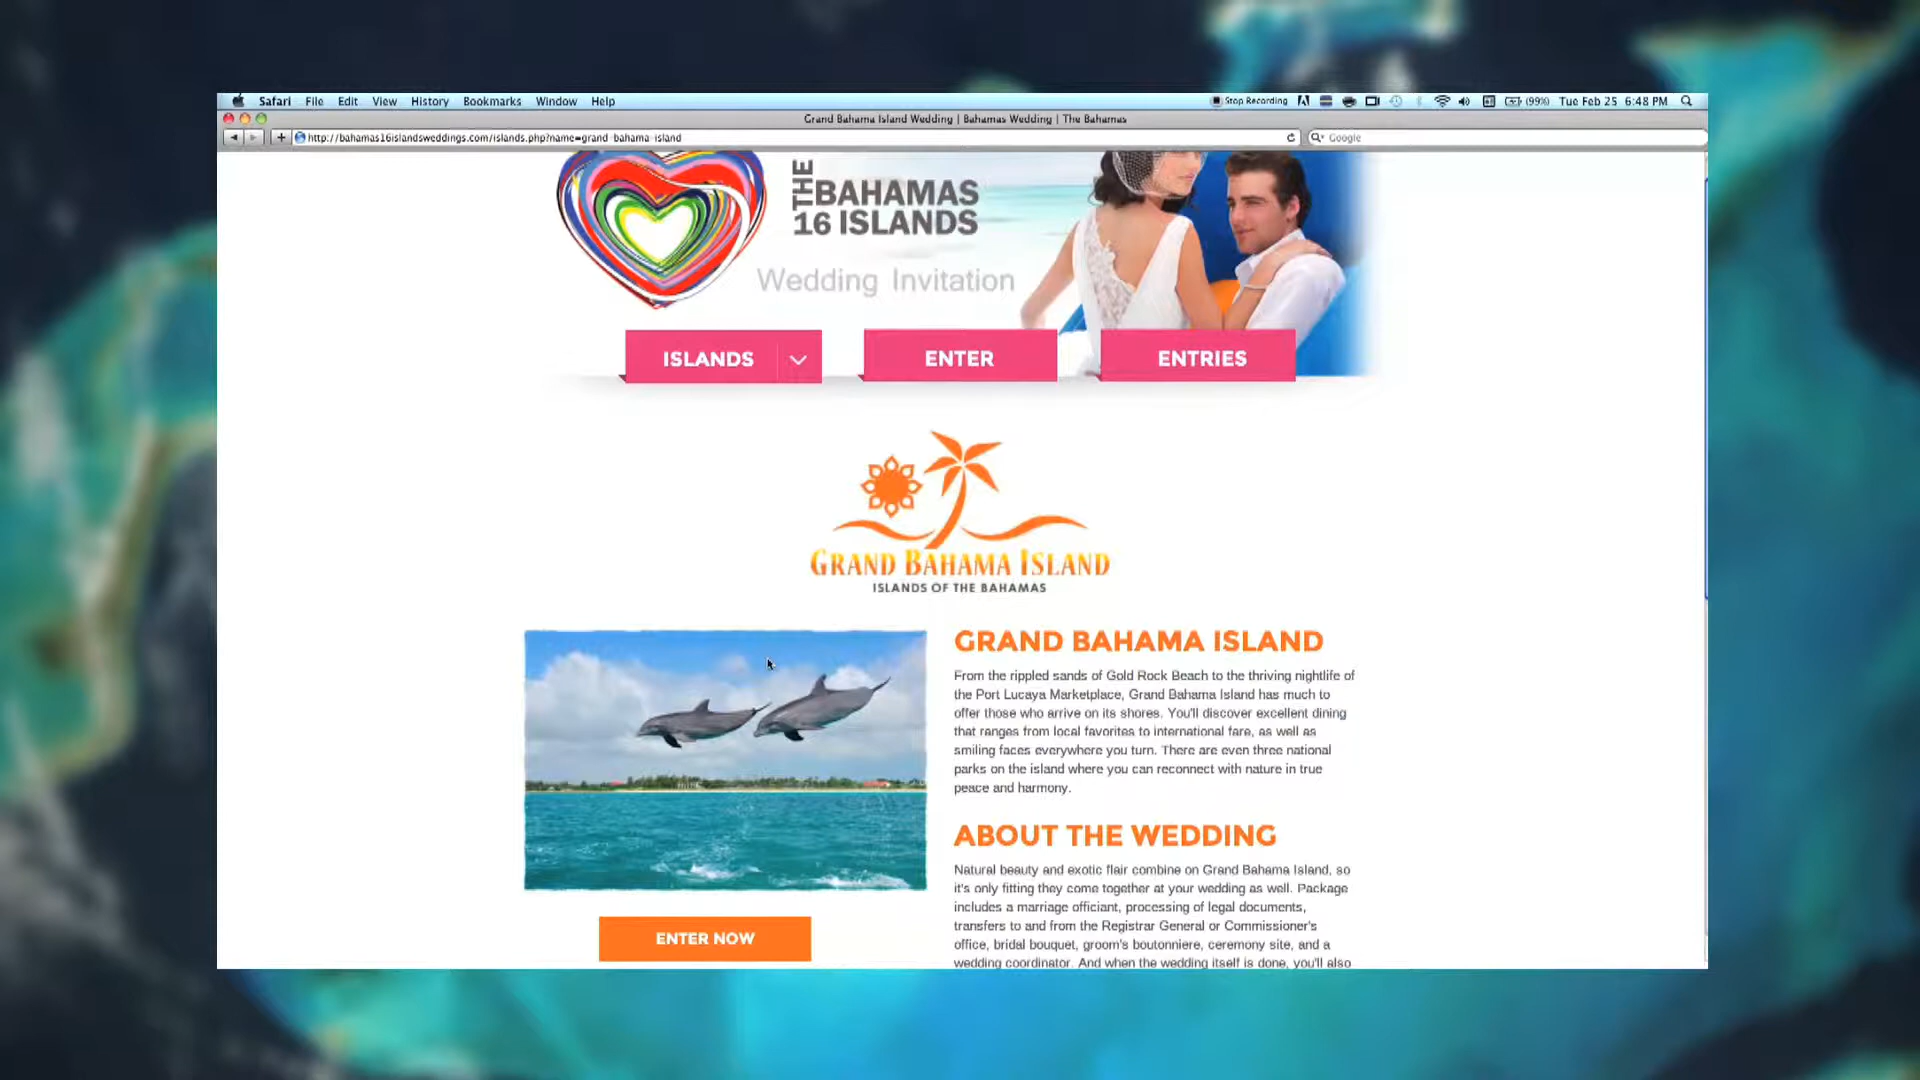 Safari File Edit View History Bookmarks Window Help
Stop Recording (99%) Tue Feb 25 6:48 PM
Grand Bahama Island Wedding | Bahamas Wedding | The Bahamas
http://bahamas16islandsweddings.com/islands.php?name=grand-bahama-island
Google
THE BAHAMAS
16 ISLANDS
Wedding Invitation
ISLANDS
ENTER
ENTRIES
GRAND BAHAMA ISLAND
ISLANDS OF THE BAHAMAS
GRAND BAHAMA ISLAND
From the rippled sands of Gold Rock Beach to the thriving nightlife of
the Port Lucaya Marketplace, Grand Bahama Island has much to
offer those who arrive on its shores. You'll discover excellent dining
that ranges from local favorites to international fare, as well as
smiling faces everywhere you turn. There are even three national
parks on the island where you can reconnect with nature in true
peace and harmony.
ABOUT THE WEDDING
Natural beauty and exotic flair combine on Grand Bahama Island, so
it's only fitting they come together at your wedding as well. Package
includes a marriage officiant, processing of legal documents,
transfers to and from the Registrar General or Commissioner's
office, bridal bouquet, groom's boutonniere, ceremony site, and a
wedding coordinator. And when the wedding itself is done, you'll also
ENTER NOW